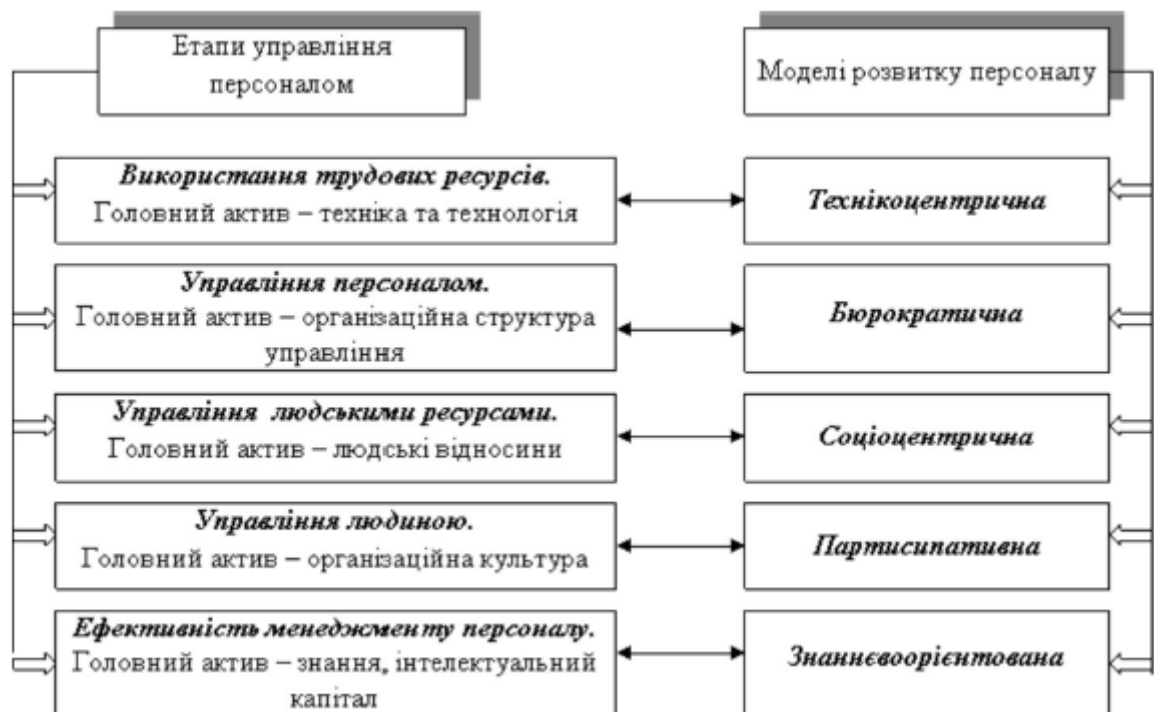 Етапи управління
персоналом
Моделі розвитку персоналу
Використання трудових ресурсів.
Головний актив – техніка та технологія
Технікоцентрична
Управління персоналом.
Головний актив – організаційна структура
управління
Бюрократична
Управління людськими ресурсами.
Головний актив – людські відносини
Соціоцентрична
Управління людиною.
Головний актив – організаційна культура
Партисипативна
Ефективність менеджменту персоналу.
Головний актив – знання, інтелектуальний
капітал
Знаннєвоорієнтована